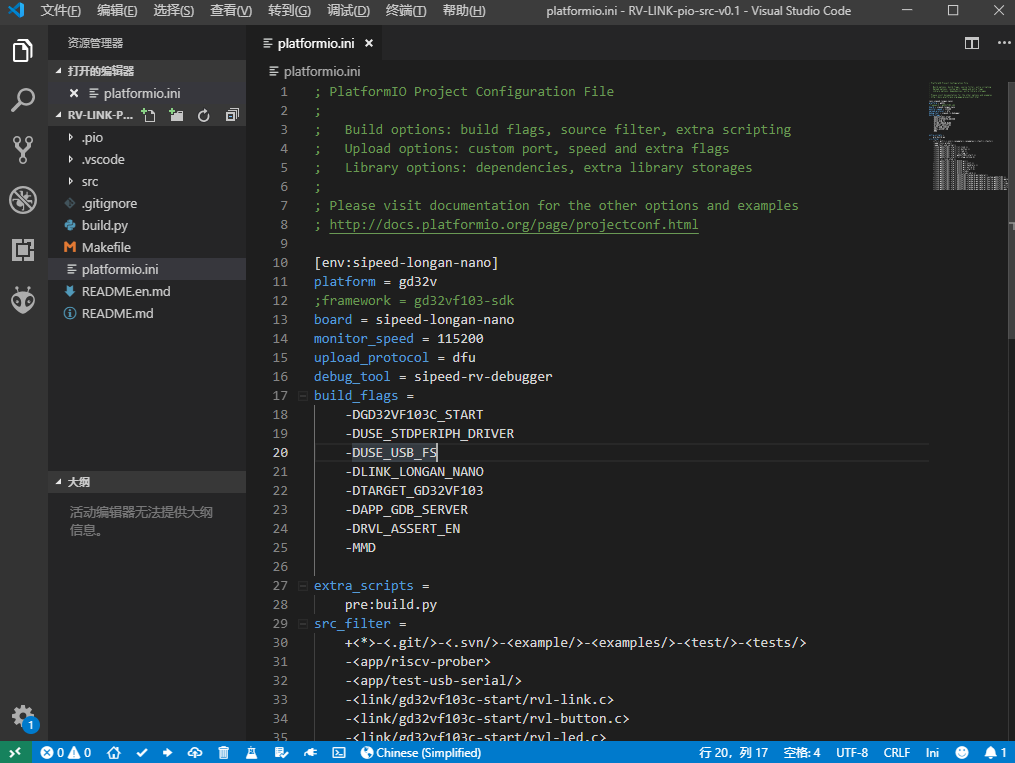 文件(F) 编辑(E) 选择(S) 查看(V) 转到(G) 调试(D) 终端(T) 帮助(H) platformio.ini - RV-LINK-pio-src-v0.1 - Visual Studio Code
资源管理器
打开的编辑器
platformio.ini
RV-LINK-P...
.pio
.vscode
src
.gitignore
build.py
Makefile
platformio.ini
README.en.md
README.md
大纲
活动编辑器无法提供大纲
信息。
platformio.ini
platformio.ini
1 ; PlatformIO Project Configuration File
2 ;
3 ;   Build options: build flags, source filter, extra scripting
4 ;   Upload options: custom port, speed and extra flags
5 ;   Library options: dependencies, extra library storages
6 ;
7 ; Please visit documentation for the other options and examples
8 ; http://docs.platformio.org/page/projectconf.html
9
10 [env:sipeed-longan-nano]
11 platform = gd32v
12 ;framework = gd32vf103-sdk
13 board = sipeed-longan-nano
14 monitor_speed = 115200
15 upload_protocol = dfu
16 debug_tool = sipeed-rv-debugger
17 build_flags =
18     -DGD32VF103C_START
19     -DUSE_STDPERIPH_DRIVER
20     -DUSE_USB_FS
21     -DLINK_LONGAN_NANO
22     -DTARGET_GD32VF103
23     -DAPP_GDB_SERVER
24     -DRVL_ASSERT_EN
25     -MMD
26
27 extra_scripts =
28     pre:build.py
29 src_filter =
30     +<*>-<.git/>-<.svn/>-<example/>-<examples/>-<test/>-<tests/>
31     -<app/riscv-prober>
32     -<app/test-usb-serial/>
33     -<link/gd32vf103c-start/rvl-link.c>
34     -<link/gd32vf103c-start/rvl-button.c>
35     -<link/gd32vf103c-start/rvl-led.c>
1
0 0 Chinese (Simplified) 行 20，列 17 空格: 4 UTF-8 CRLF Ini 1